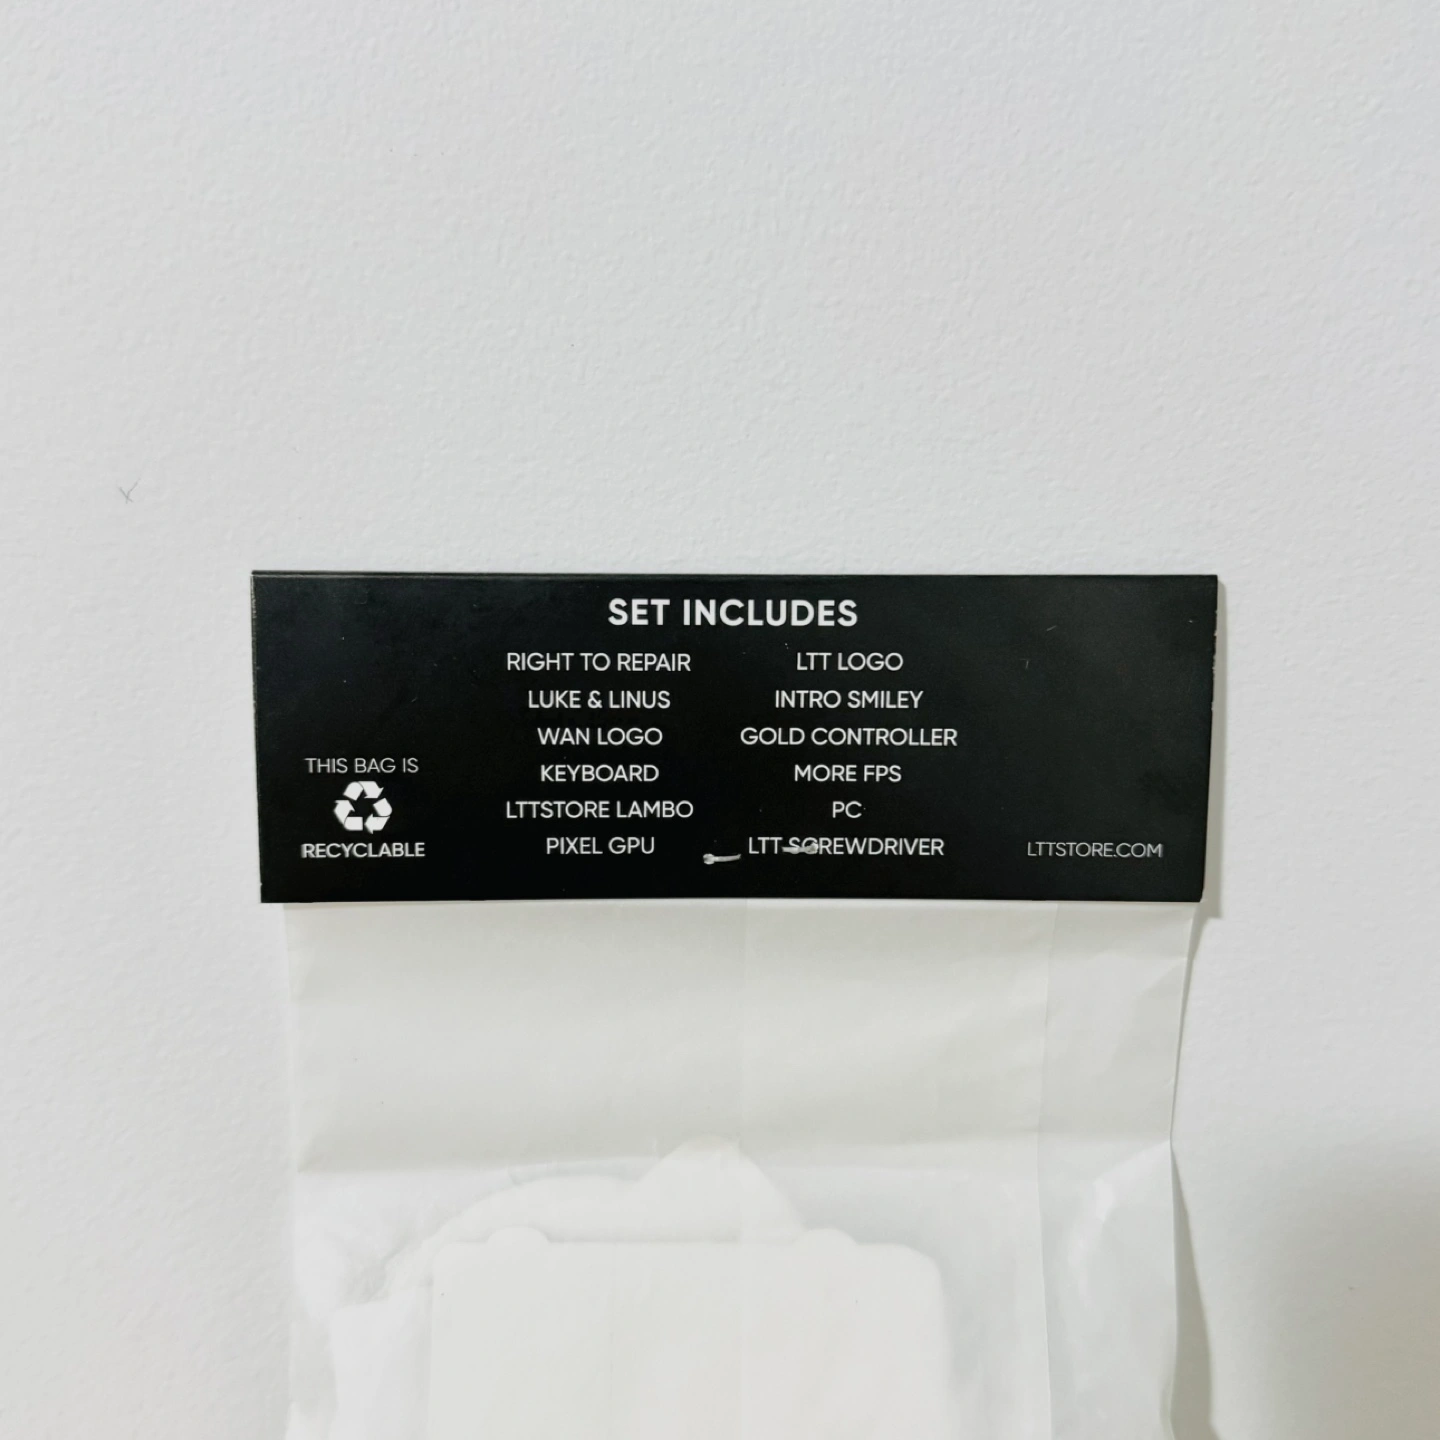 SET INCLUDES
RIGHT TO REPAIR
LUKE & LINUS
WAN LOGO
KEYBOARD
LTTSTORE LAMBO
PIXEL GPU
LTT LOGO
INTRO SMILEY
GOLD CONTROLLER
MORE FPS
PC
LTT SCREWDRIVER
THIS BAG IS
RECYCLABLE
LTTSTORE.COM